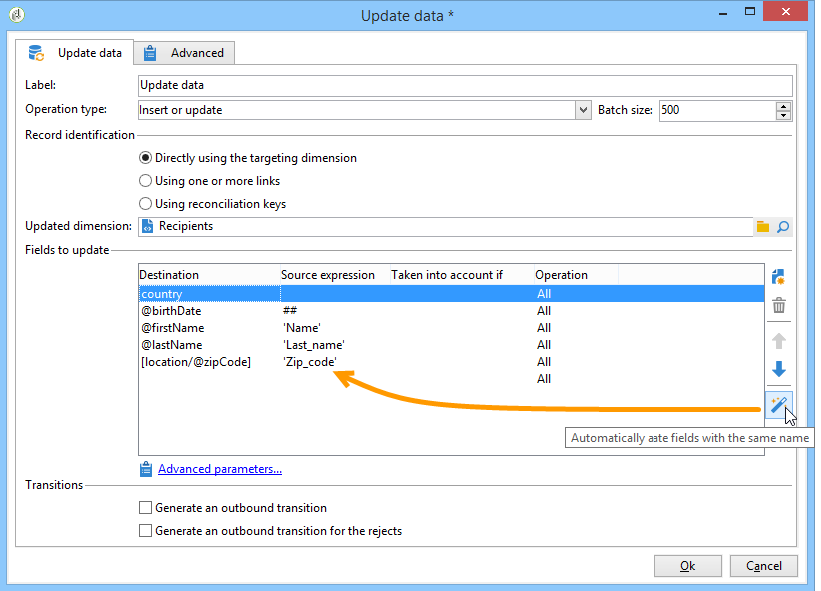 Update data *
Update data
Advanced
Label:
Update data
Operation type:
Insert or update
Batch size:
500
Record identification
Directly using the targeting dimension
Using one or more links
Using reconciliation keys
Updated dimension:
Recipients
Fields to update
Destination Source expression Taken into account if Operation
country All
@birthDate ## All
@firstName 'Name' All
@lastName 'Last_name' All
[location/@zipCode] 'Zip_code' All
All
Automatically aate fields with the same name
Advanced parameters...
Transitions
Generate an outbound transition
Generate an outbound transition for the rejects
Ok
Cancel